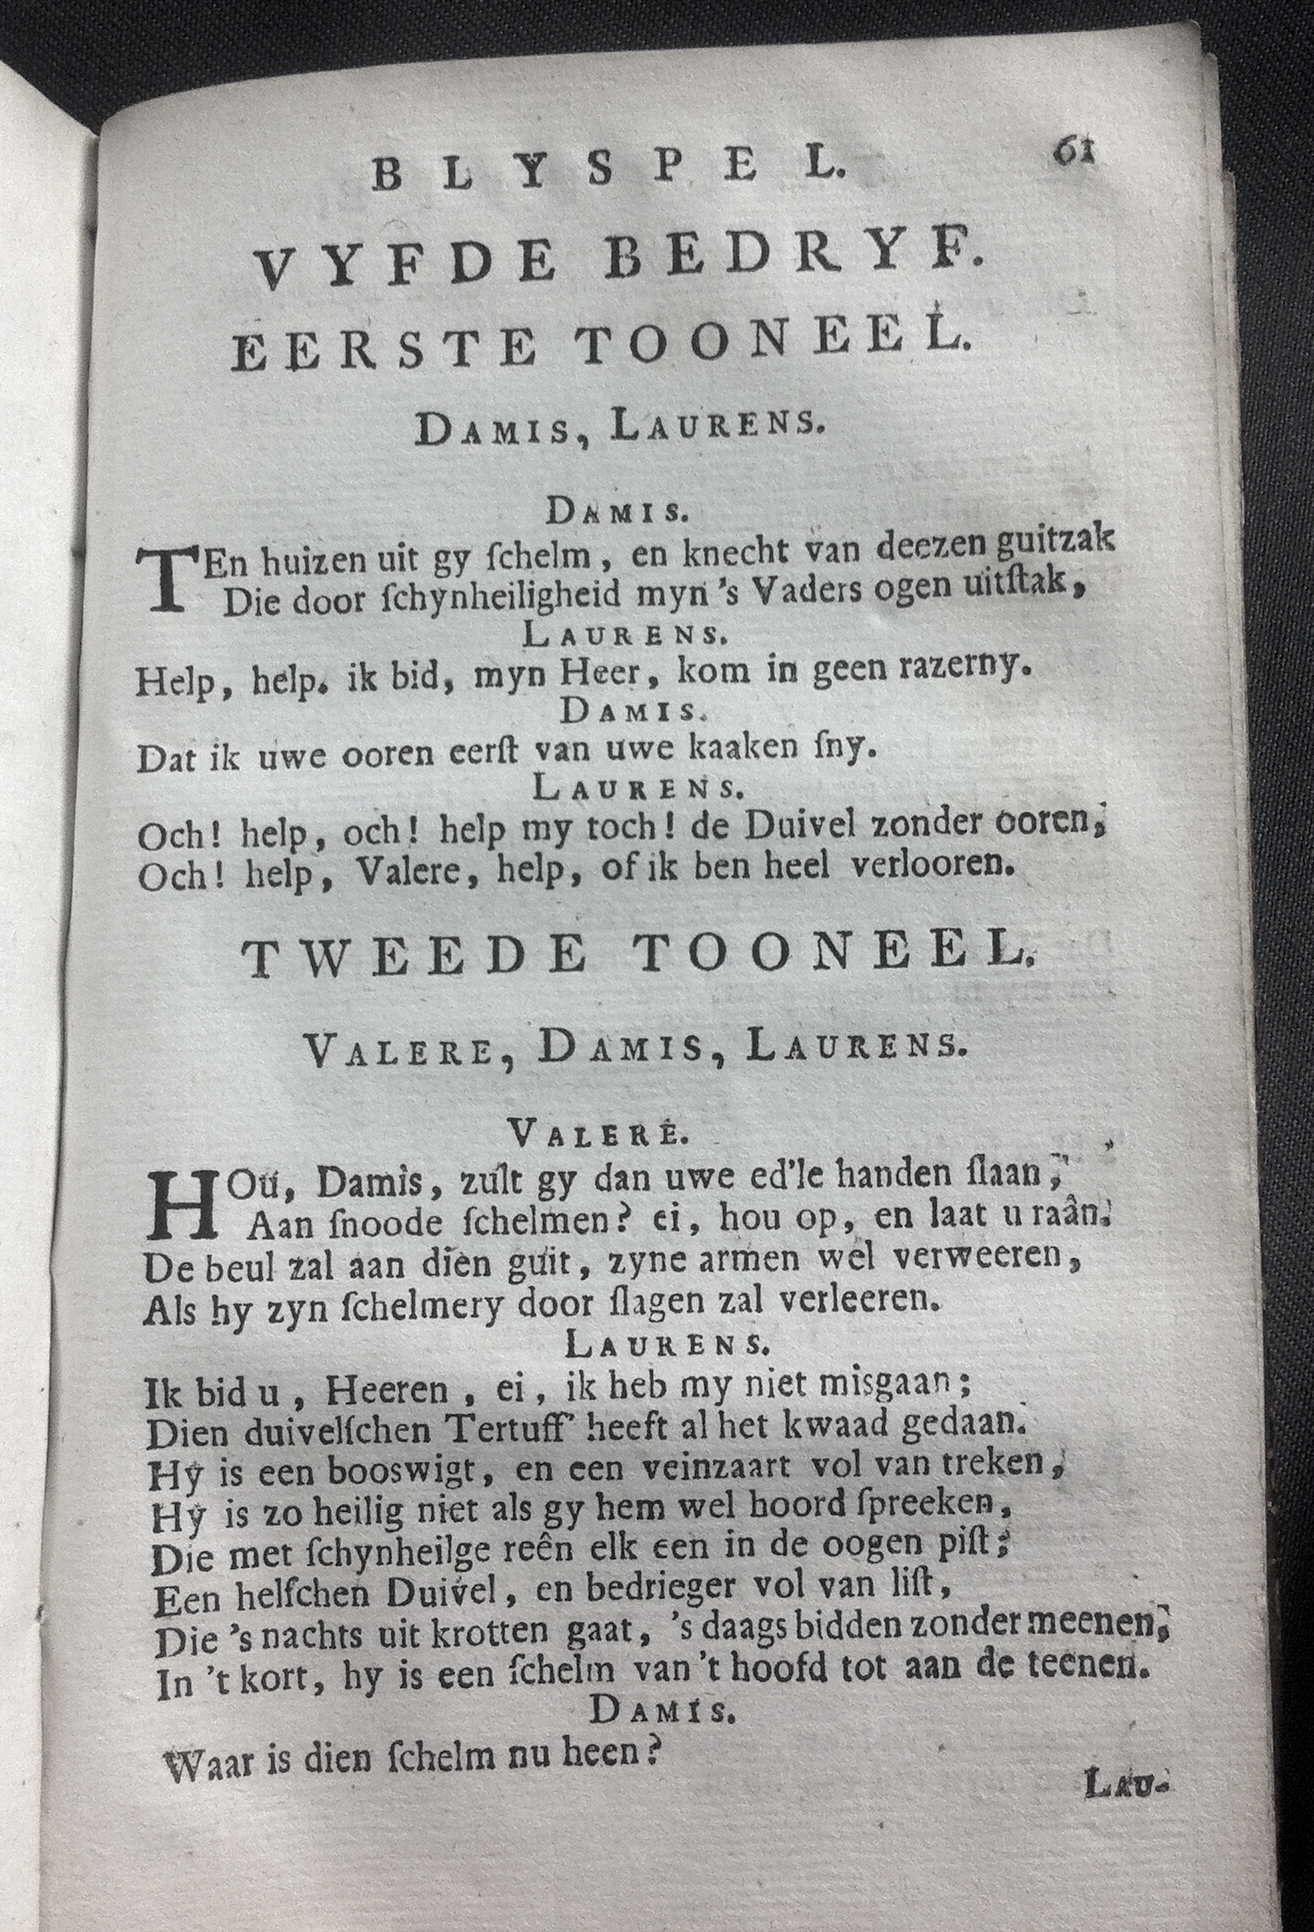 BLYSPEL. 61
VYFDE BEDRYF.
EERSTE TOONEEL.
DAMIS, LAURENS.
DAMIS.
TEn huizen uit gy ſchelm, en knecht van deezen guitzak
Die door ſchynheiligheid myn 's Vaders ogen uitſtak,
LAURENS.
Help, help. ik bid, myn Heer, kom in geen razerny.
DAMIS.
Dat ik uwe ooren eerſt van uwe kaaken ſny.
LAURENS.
Och! help, och! help my toch! de Duivel zonder ooren,
Och! help, Valere, help, of ik ben heel verlooren.
TWEEDE TOONEEL.
VALERE, DAMIS, LAURENS.
VALERE.
HOu, Damis, zult gy dan uwe ed'le handen ſlaan,
Aan ſnoode ſchelmen? ei, hou op, en laat u raân.
De beul zal aan dien guit, zyne armen wel verweeren,
Als hy zyn ſchelmery door ſlagen zal verleeren.
LAURENS.
Ik bid u, Heeren, ei, ik heb my niet misgaan;
Dien duivelſchen Tertuff heeft al het kwaad gedaan.
Hy is een booswigt, en een veinzaart vol van treken,
Hy is zo heilig niet als gy hem wel hoord ſpreeken,
Die met ſchynheilge reên elk een in de oogen piſt;
Een helſchen Duivel, en bedrieger vol van liſt,
Die 's nachts uit krotten gaat, 's daags bidden zonder meenen,
In 't kort, hy is een ſchelm van 't hoofd tot aan de teenen.
DAMIS.
Waar is dien ſchelm nu heen?
LAU-